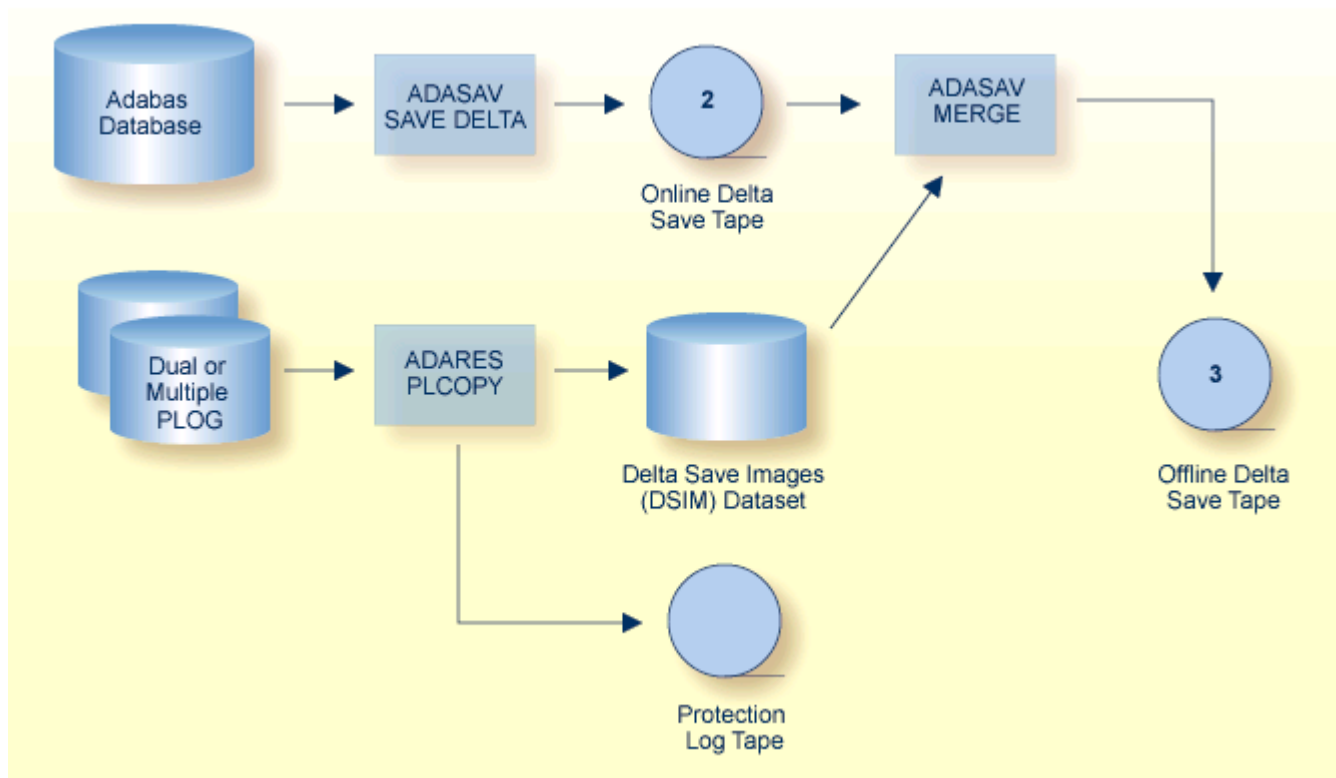 Adabas
Database
ADASAV
SAVE DELTA
2
Online Delta
Save Tape
ADASAV
MERGE
Dual or
Multiple
PLOG
ADARES
PLCOPY
Delta Save Images
(DSIM) Dataset
3
Offline Delta
Save Tape
Protection
Log Tape